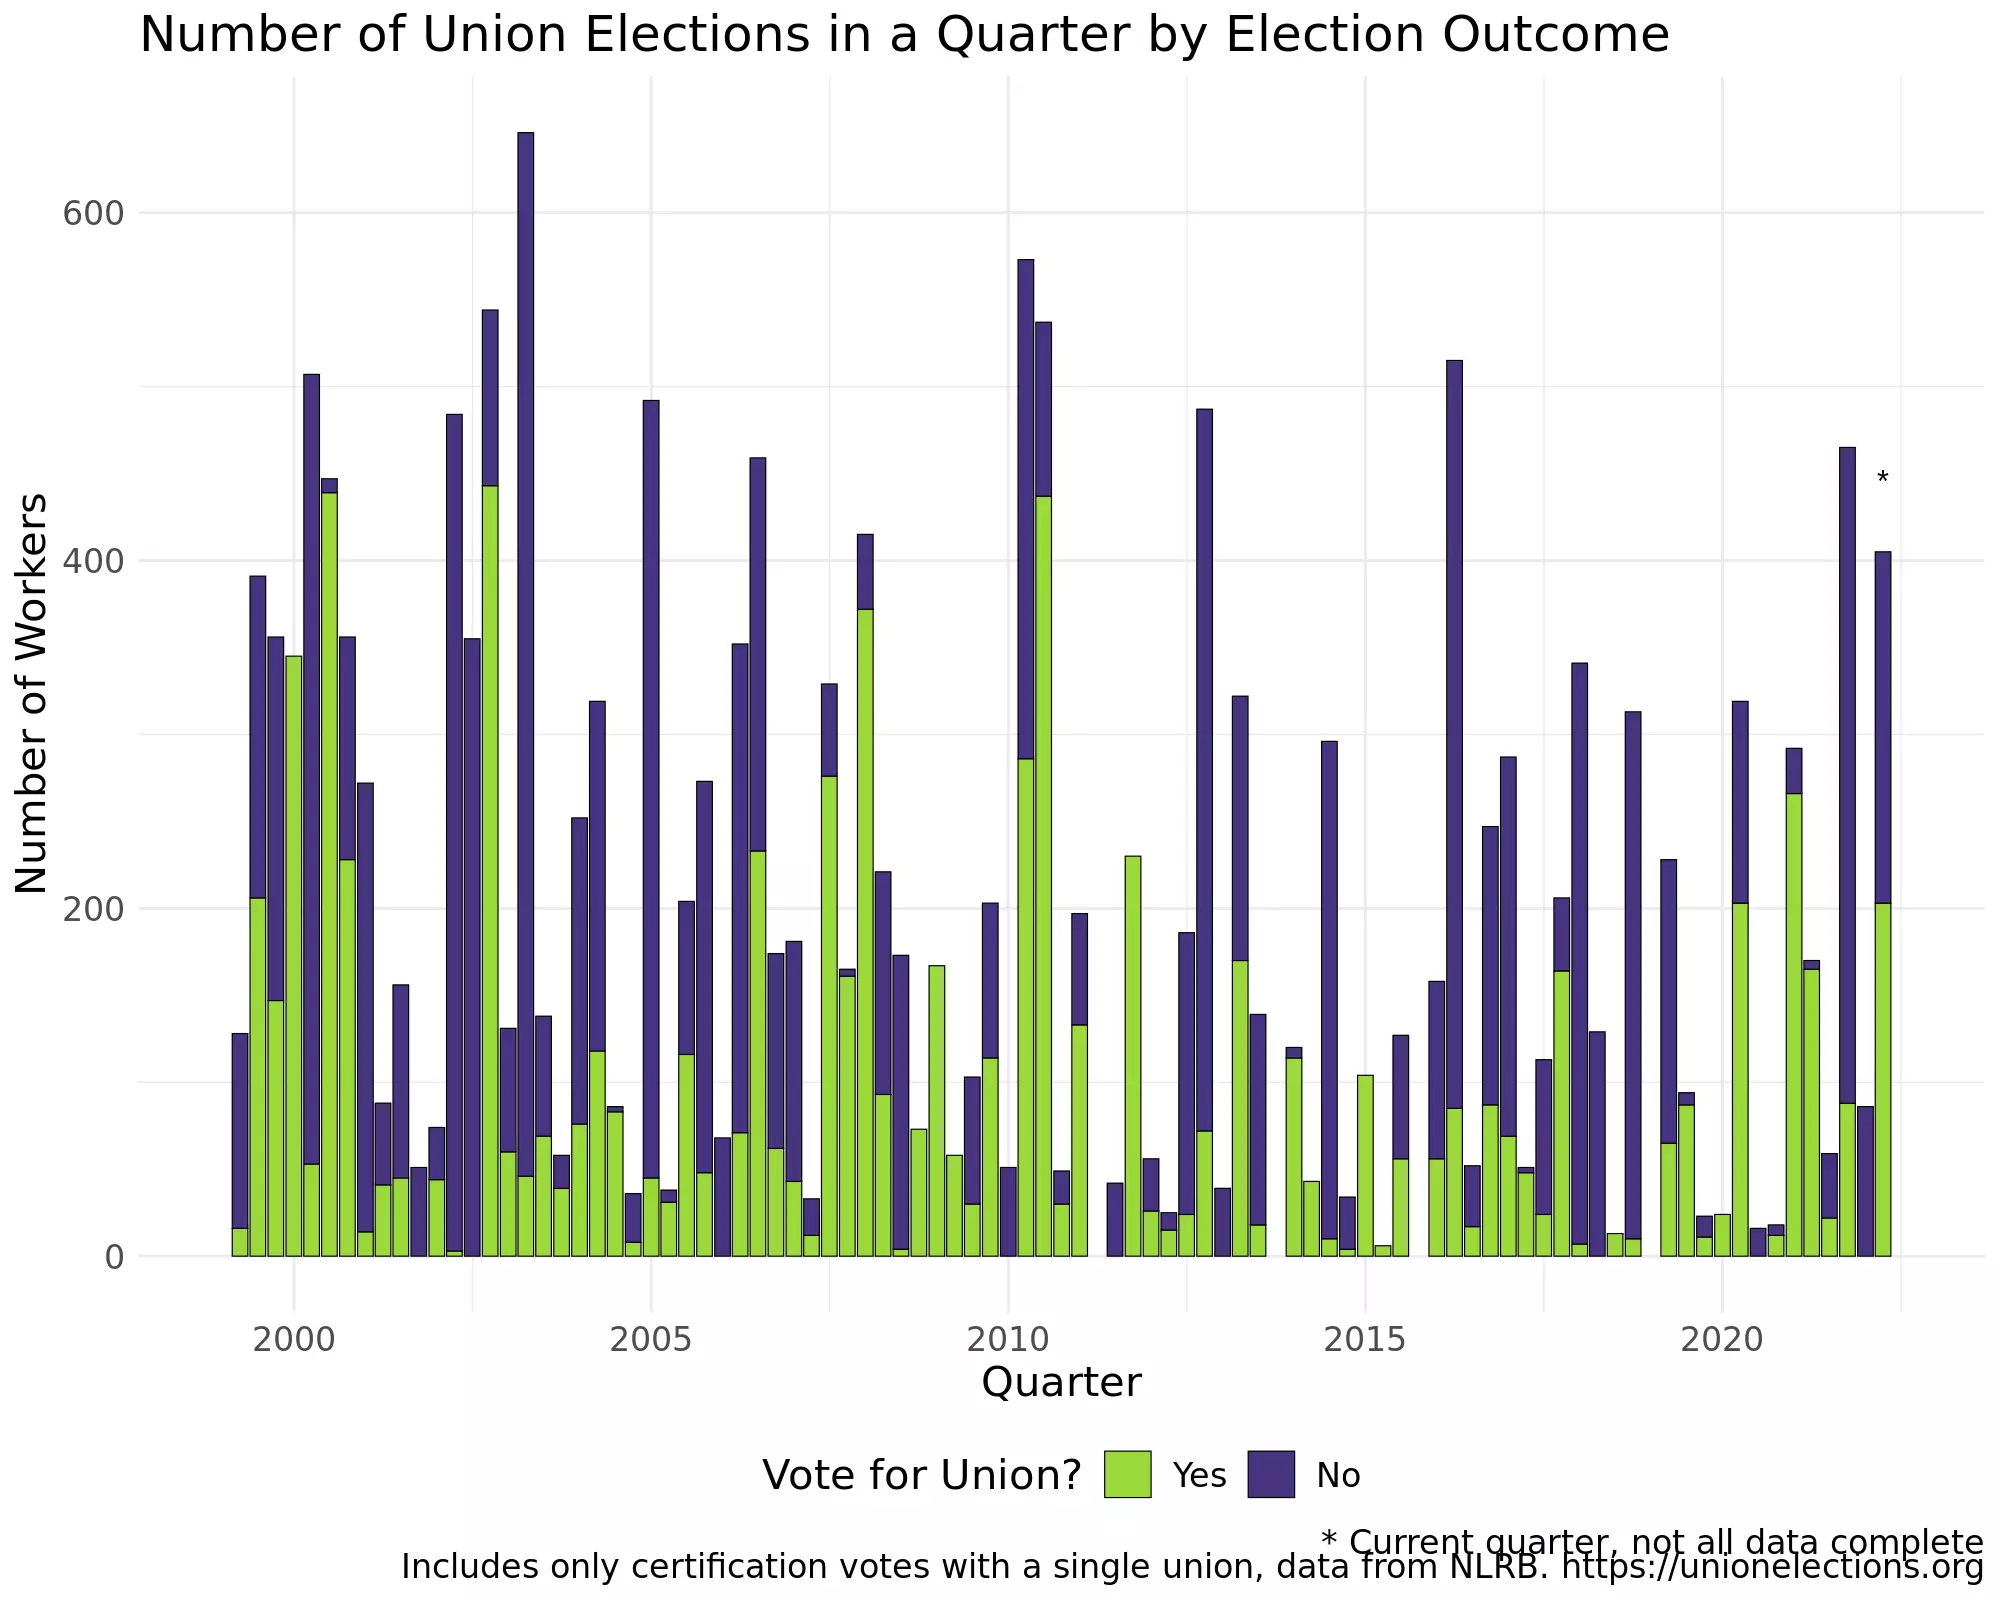 Number of Union Elections in a Quarter by Election Outcome
Number of Workers
600
400
200
0
2000 2005 2010 2015 2020
Quarter
*
Vote for Union? Yes No
* Current quarter, not all data complete
Includes only certification votes with a single union, data from NLRB. https://unionelections.org